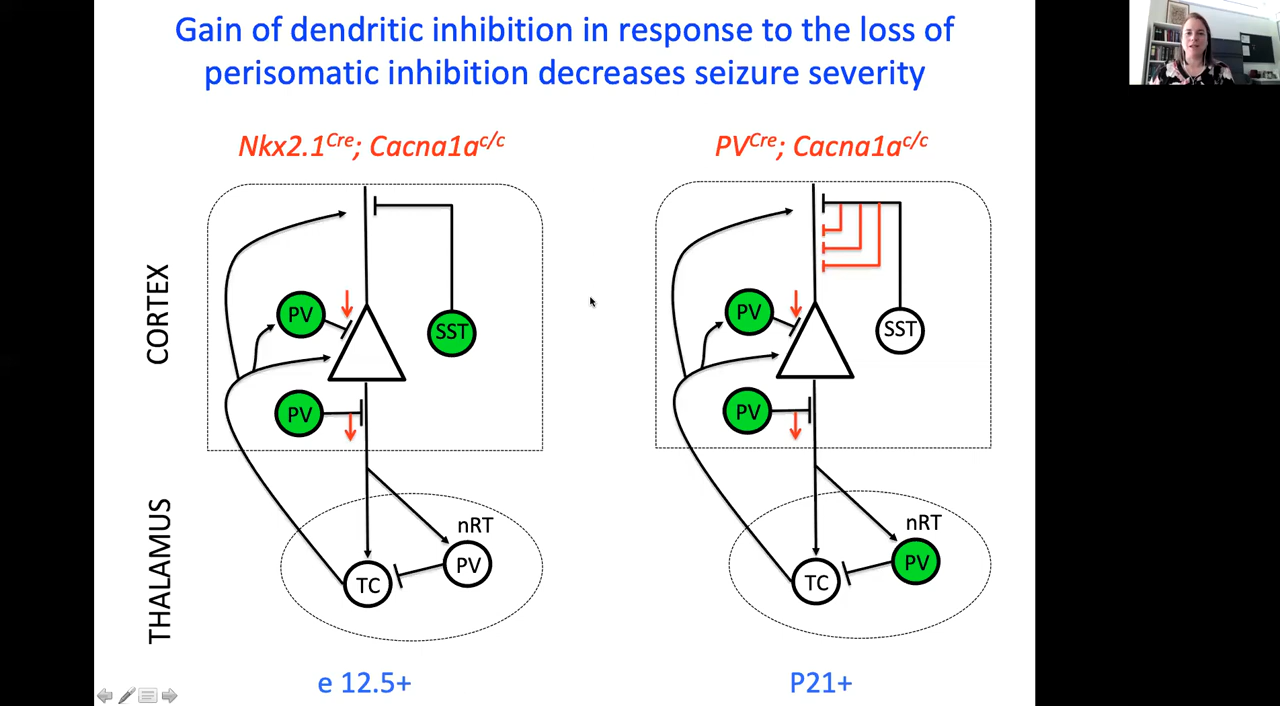 Gain of dendritic inhibition in response to the loss of
perisomatic inhibition decreases seizure severity
Nkx2.1Cre; Cacna1ac/c
PVCre; Cacna1ac/c
CORTEX
PV
SST
PV
PV
SST
PV
THALAMUS
nRT
TC
PV
nRT
TC
PV
e 12.5+
P21+